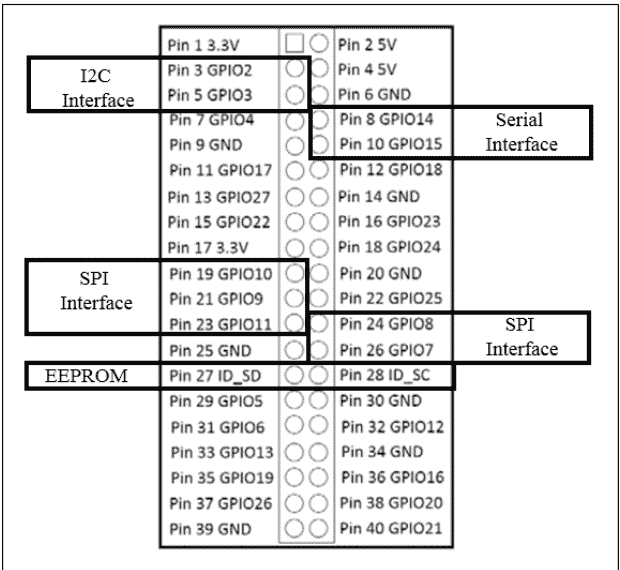 Pin 1 3.3V Pin 2 5V
I2C Interface
Pin 3 GPIO2 Pin 4 5V
Pin 5 GPIO3 Pin 6 GND
Pin 7 GPIO4 Pin 8 GPIO14
Serial Interface
Pin 9 GND Pin 10 GPIO15
Pin 11 GPIO17 Pin 12 GPIO18
Pin 13 GPIO27 Pin 14 GND
Pin 15 GPIO22 Pin 16 GPIO23
Pin 17 3.3V Pin 18 GPIO24
SPI Interface
Pin 19 GPIO10 Pin 20 GND
Pin 21 GPIO9 Pin 22 GPIO25
Pin 23 GPIO11 Pin 24 GPIO8
SPI Interface
Pin 25 GND Pin 26 GPIO7
EEPROM Pin 27 ID_SD Pin 28 ID_SC
Pin 29 GPIO5 Pin 30 GND
Pin 31 GPIO6 Pin 32 GPIO12
Pin 33 GPIO13 Pin 34 GND
Pin 35 GPIO19 Pin 36 GPIO16
Pin 37 GPIO26 Pin 38 GPIO20
Pin 39 GND Pin 40 GPIO21